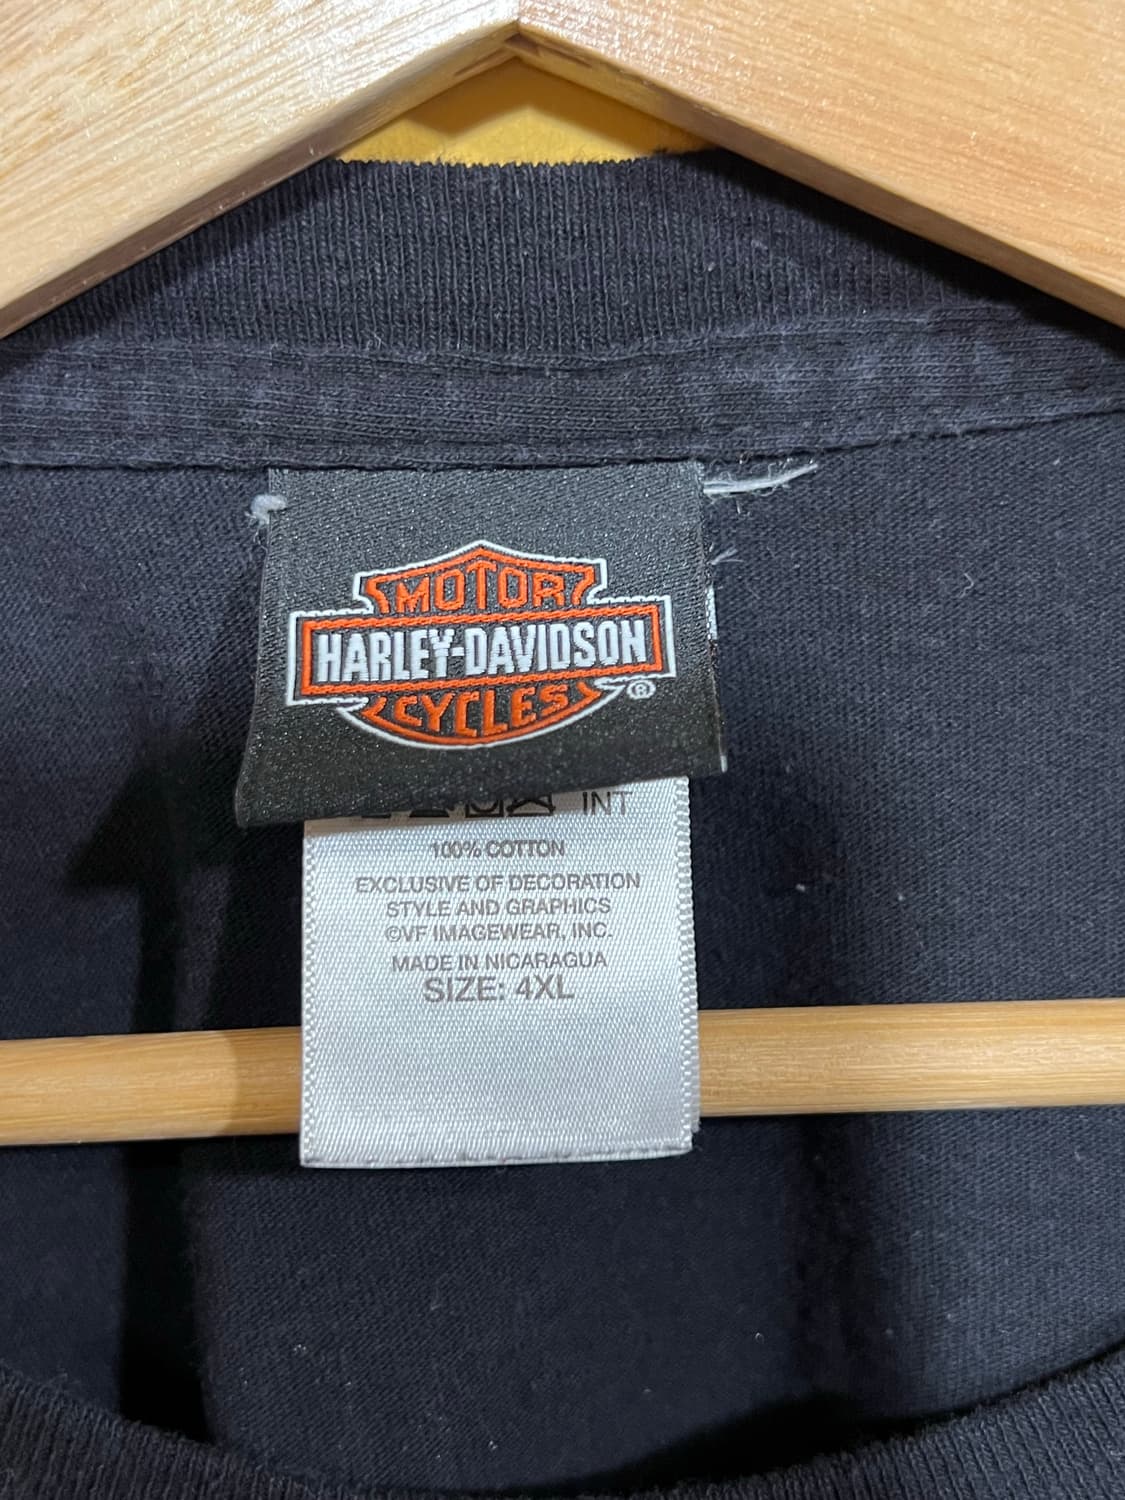 MOTOR
HARLEY-DAVIDSON
CYCLES
®
INT
100% COTTON
EXCLUSIVE OF DECORATION
STYLE AND GRAPHICS
©VF IMAGEWEAR, INC.
MADE IN NICARAGUA
SIZE: 4XL